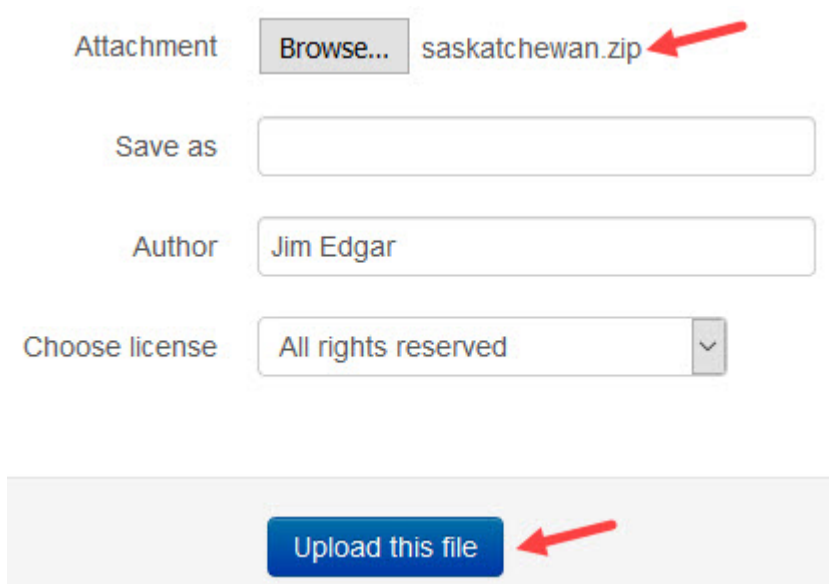 Attachment Browse... saskatchewan.zip
Save as
Author Jim Edgar
Choose license All rights reserved
Upload this file